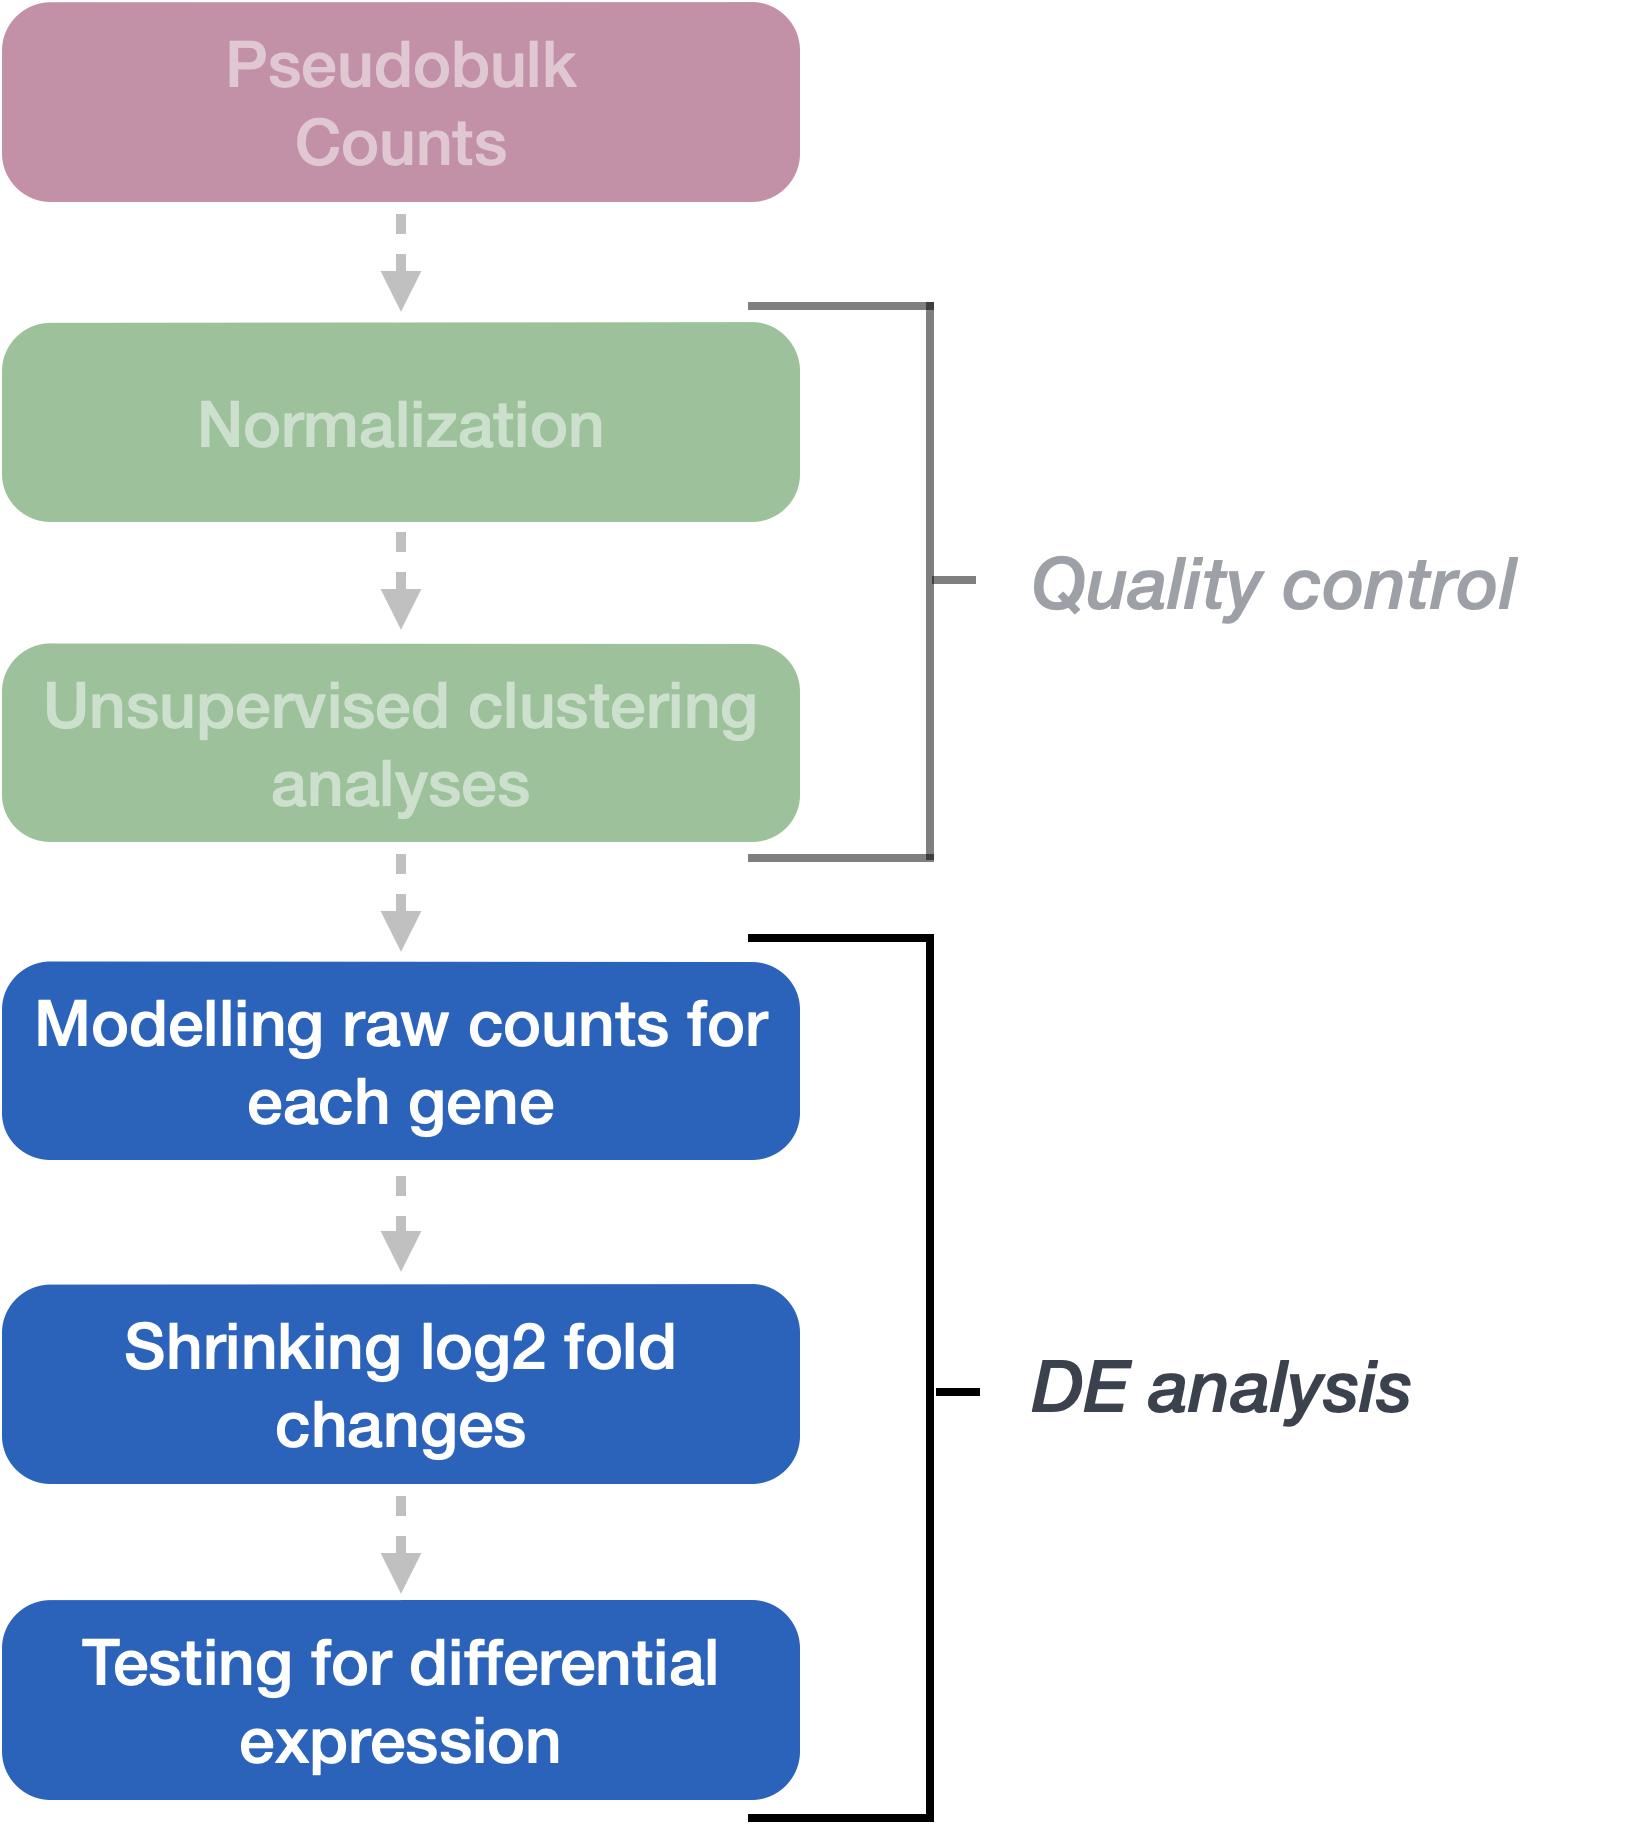 Pseudobulk
Counts
Normalization
Unsupervised clustering
analyses
Quality control
Modelling raw counts for
each gene
Shrinking log2 fold
changes
DE analysis
Testing for differential
expression